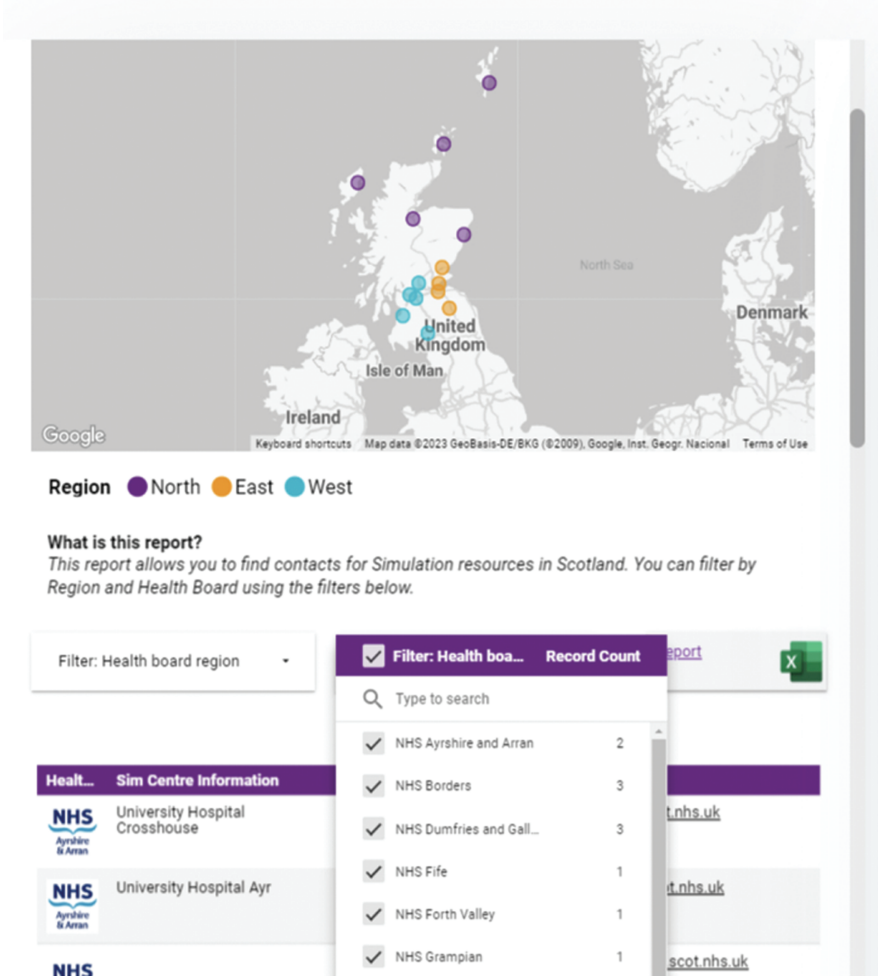 North Sea
Denmark
United
Kingdom
Isle of Man
Ireland
Google
Keyboard shortcuts Map data ©2023 GeoBasis-DE/BKG (©2009), Google, Inst. Geogr. Nacional Terms of Use
Region North East West
What is this report?
This report allows you to find contacts for Simulation resources in Scotland. You can filter by
Region and Health Board using the filters below.
Filter: Health board region
Filter: Health boa... Record Count
eport
X
Type to search
NHS Ayrshire and Arran 2
NHS Borders 3
NHS Dumfries and Gall... 3
NHS Fife 1
NHS Forth Valley 1
NHS Grampian 1
Healt... Sim Centre Information
NHS
Ayrshire
& Arran
University Hospital
Crosshouse
t.nhs.uk
NHS
Ayrshire
& Arran
University Hospital Ayr
t.nhs.uk
NHS
scot.nhs.uk